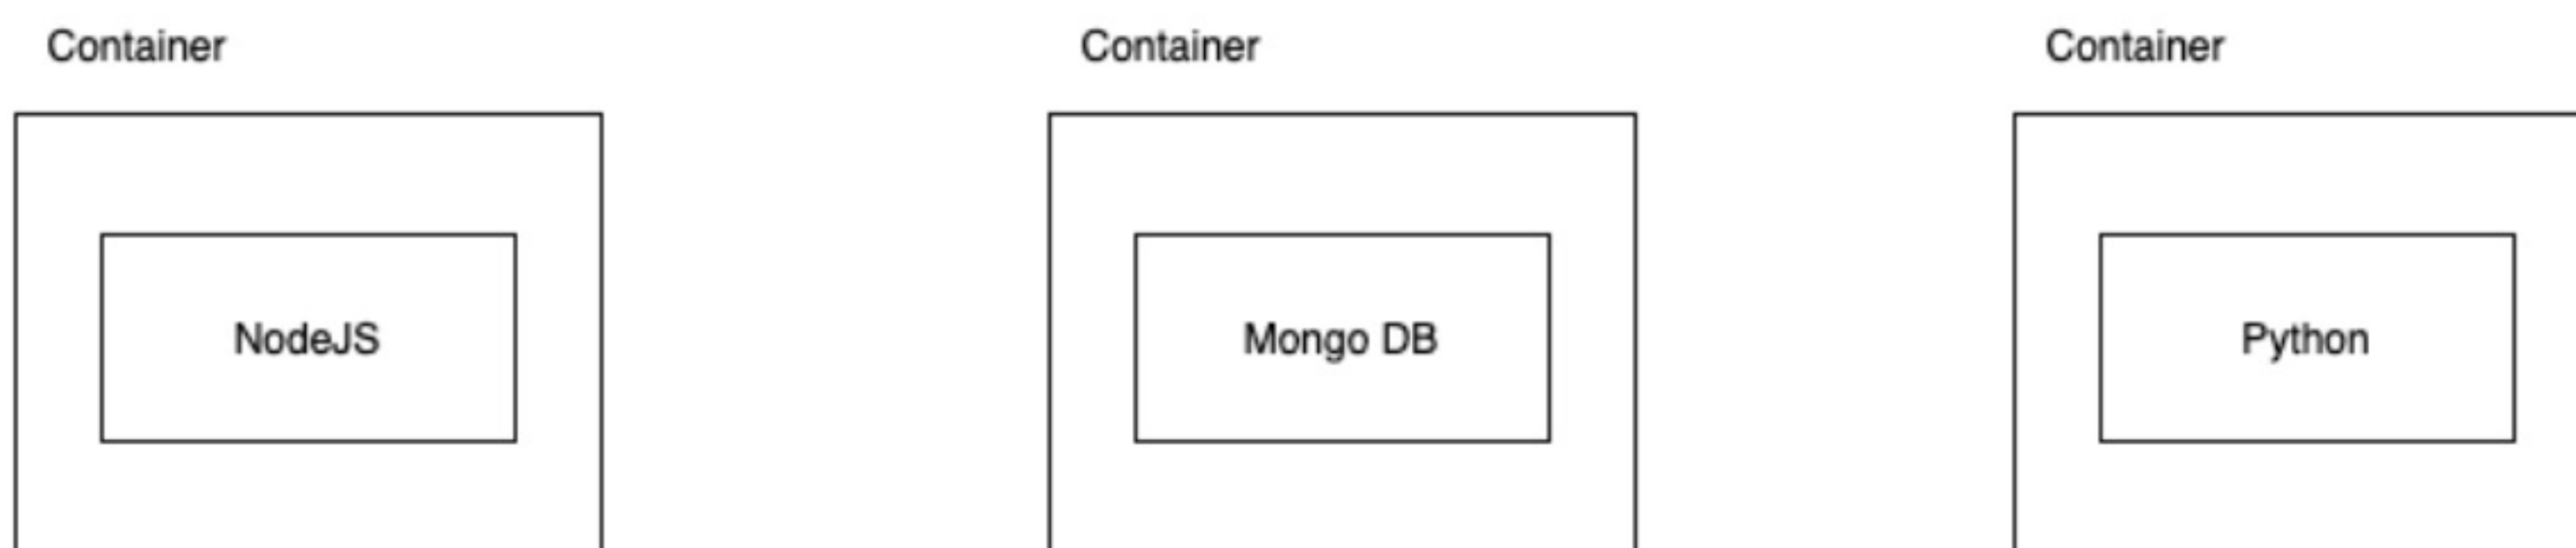 Container
Container
Container
NodeJS
Mongo DB
Python